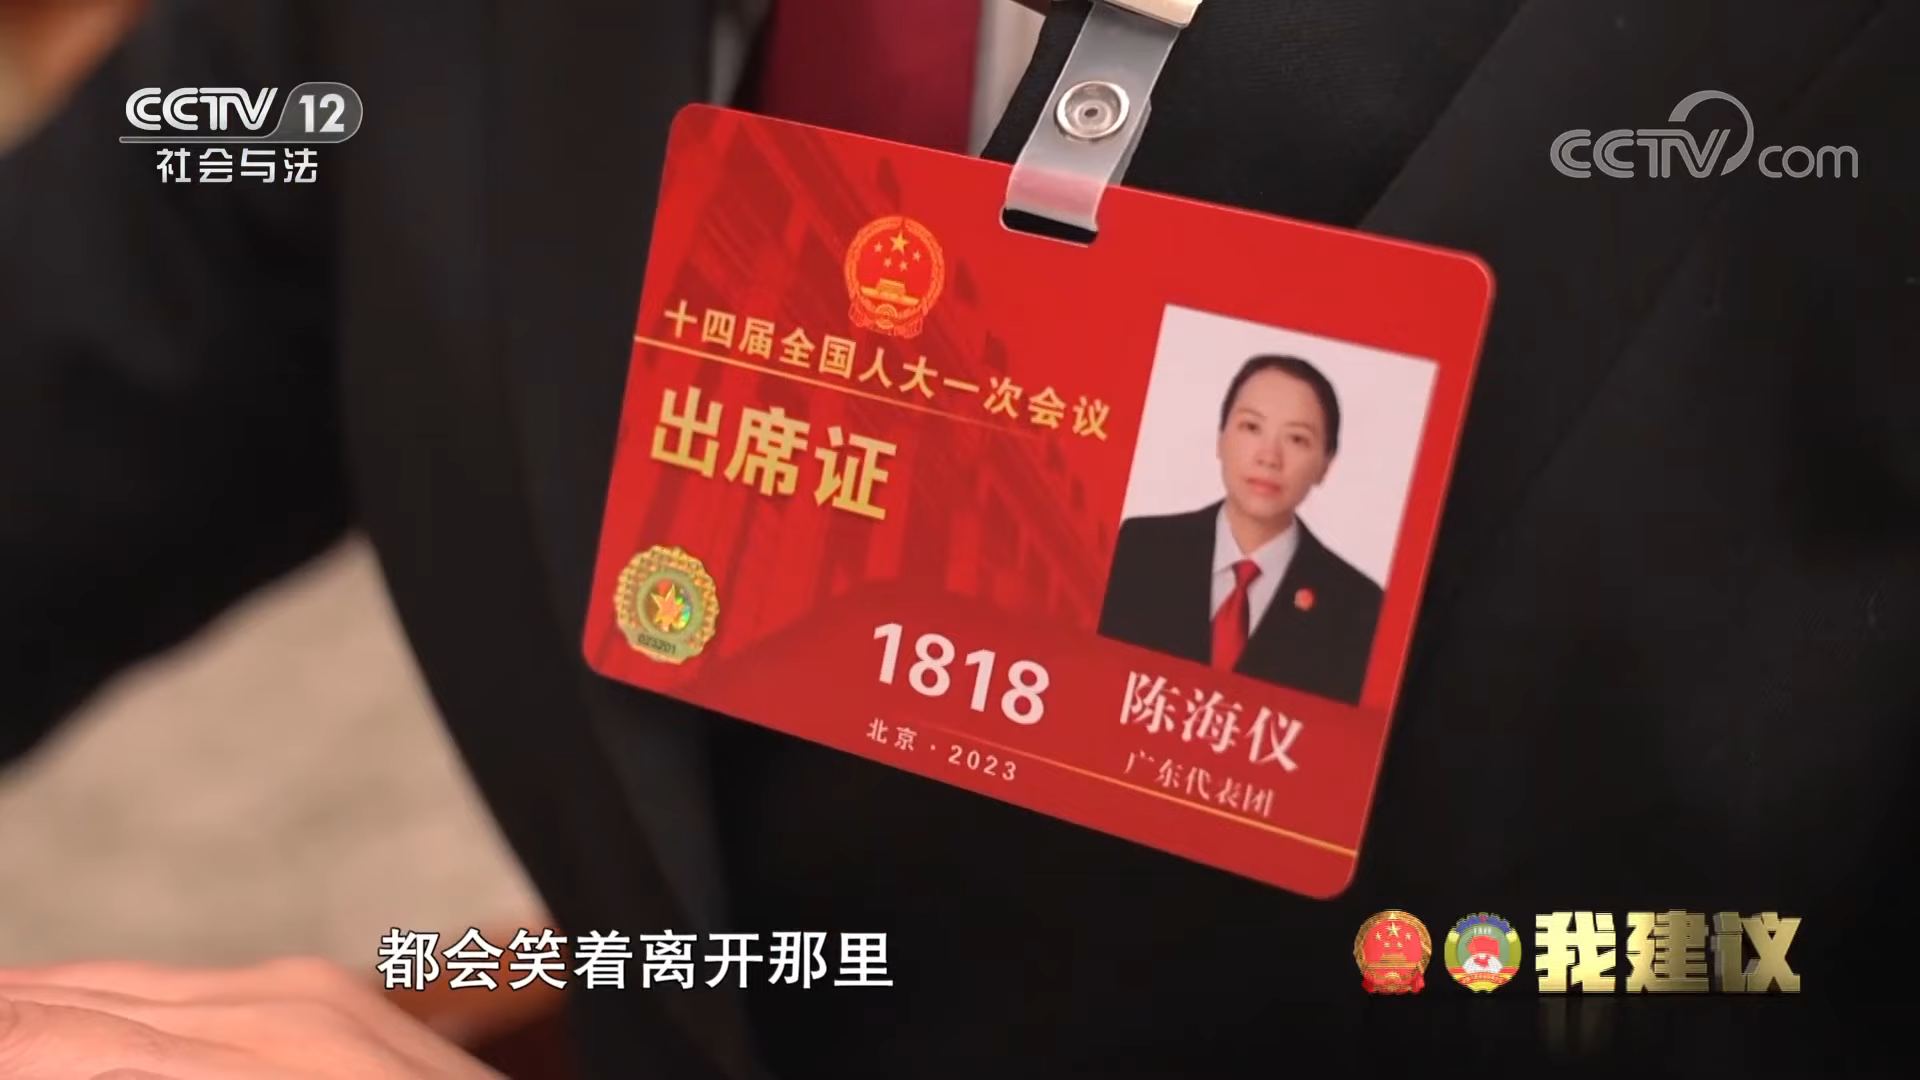 CCTV 12
社会与法
CCTV com
十四届全国人大一次会议
出席证
023201
1818
陈海仪
北京·2023
广东代表团
都会笑着离开那里
我建议